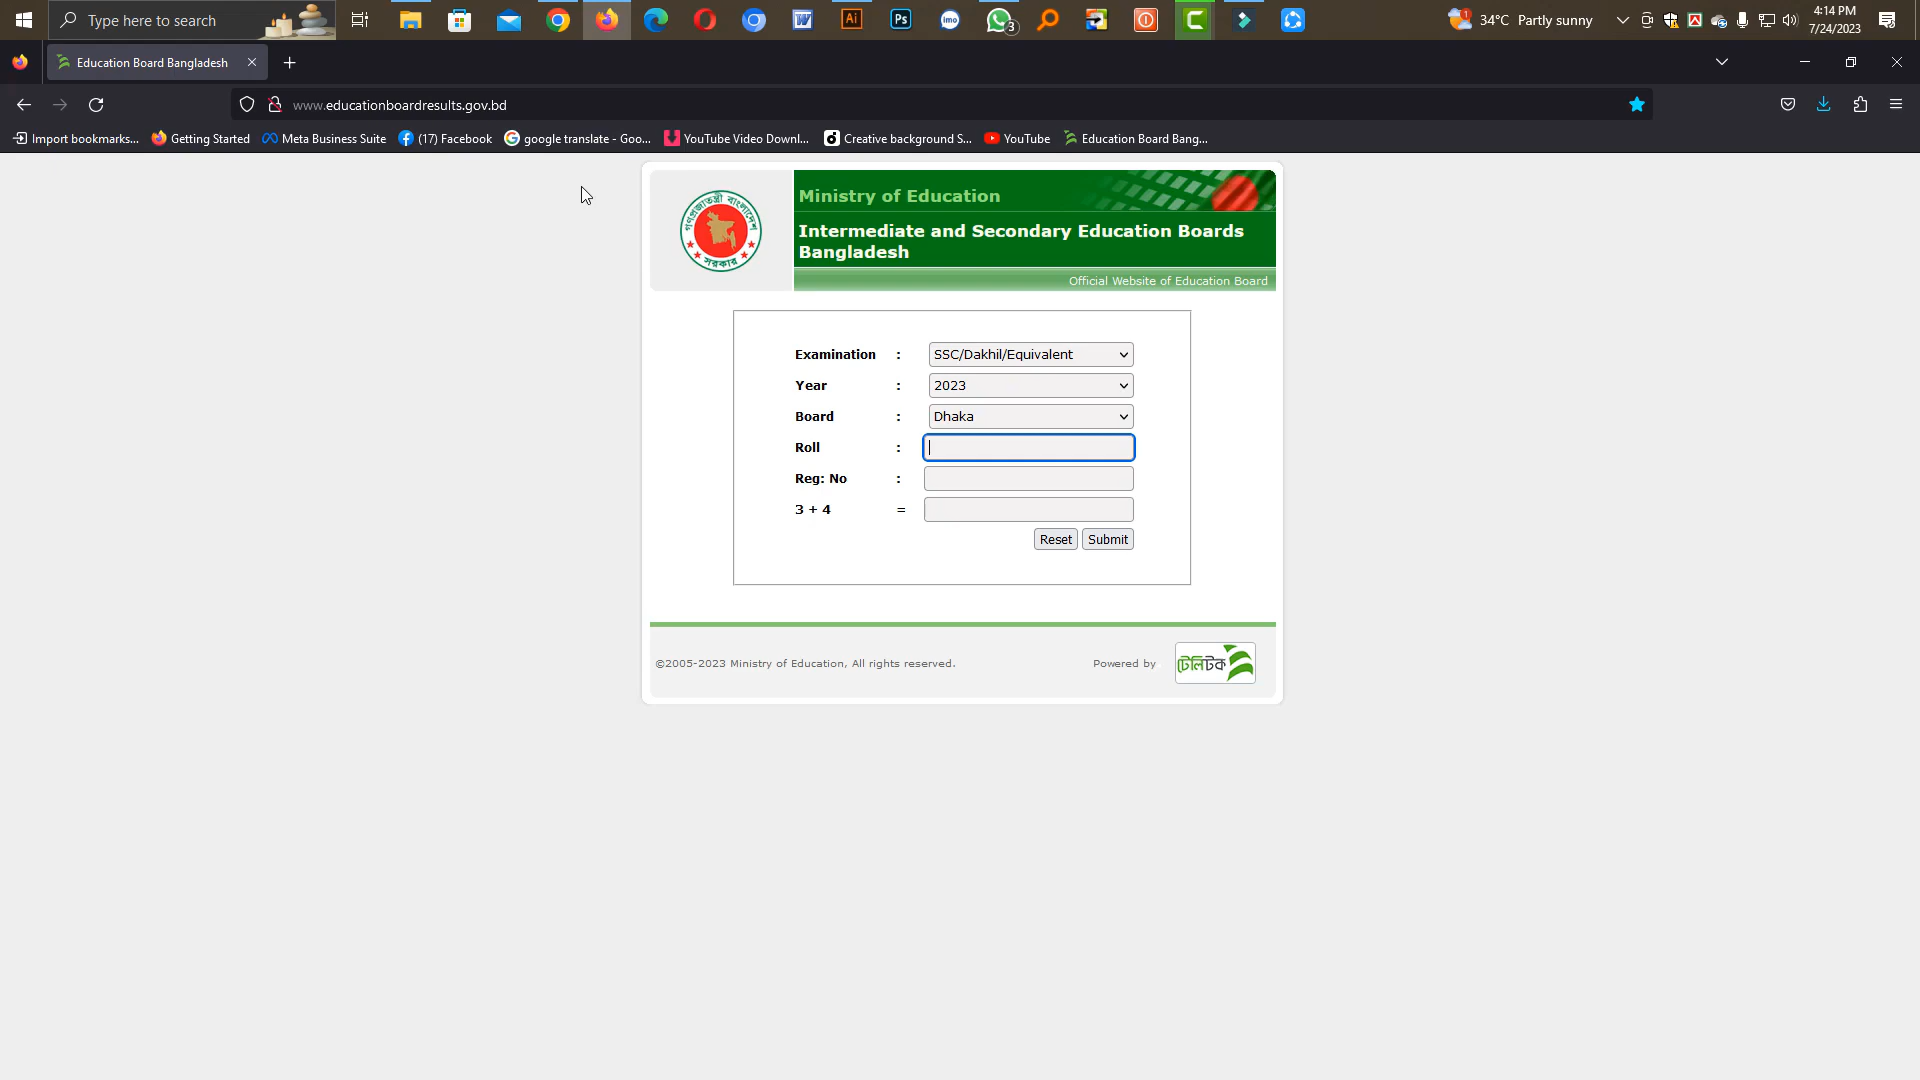 Type here to search
34°C Partly sunny
4:14 PM
7/24/2023
Education Board Bangladesh
www.educationboardresults.gov.bd
Import bookmarks...
Getting Started
Meta Business Suite
(17) Facebook
google translate - Goo...
YouTube Video Downl...
Creative background S...
YouTube
Education Board Bang...
গণপ্রজাতন্ত্রী বাংলাদেশ
সরকার
Ministry of Education
Intermediate and Secondary Education Boards
Bangladesh
Official Website of Education Board
Examination : SSC/Dakhil/Equivalent
Year : 2023
Board : Dhaka
Roll :
Reg: No :
3 + 4 =
Reset Submit
©2005-2023 Ministry of Education, All rights reserved.
Powered by
টেলিটক